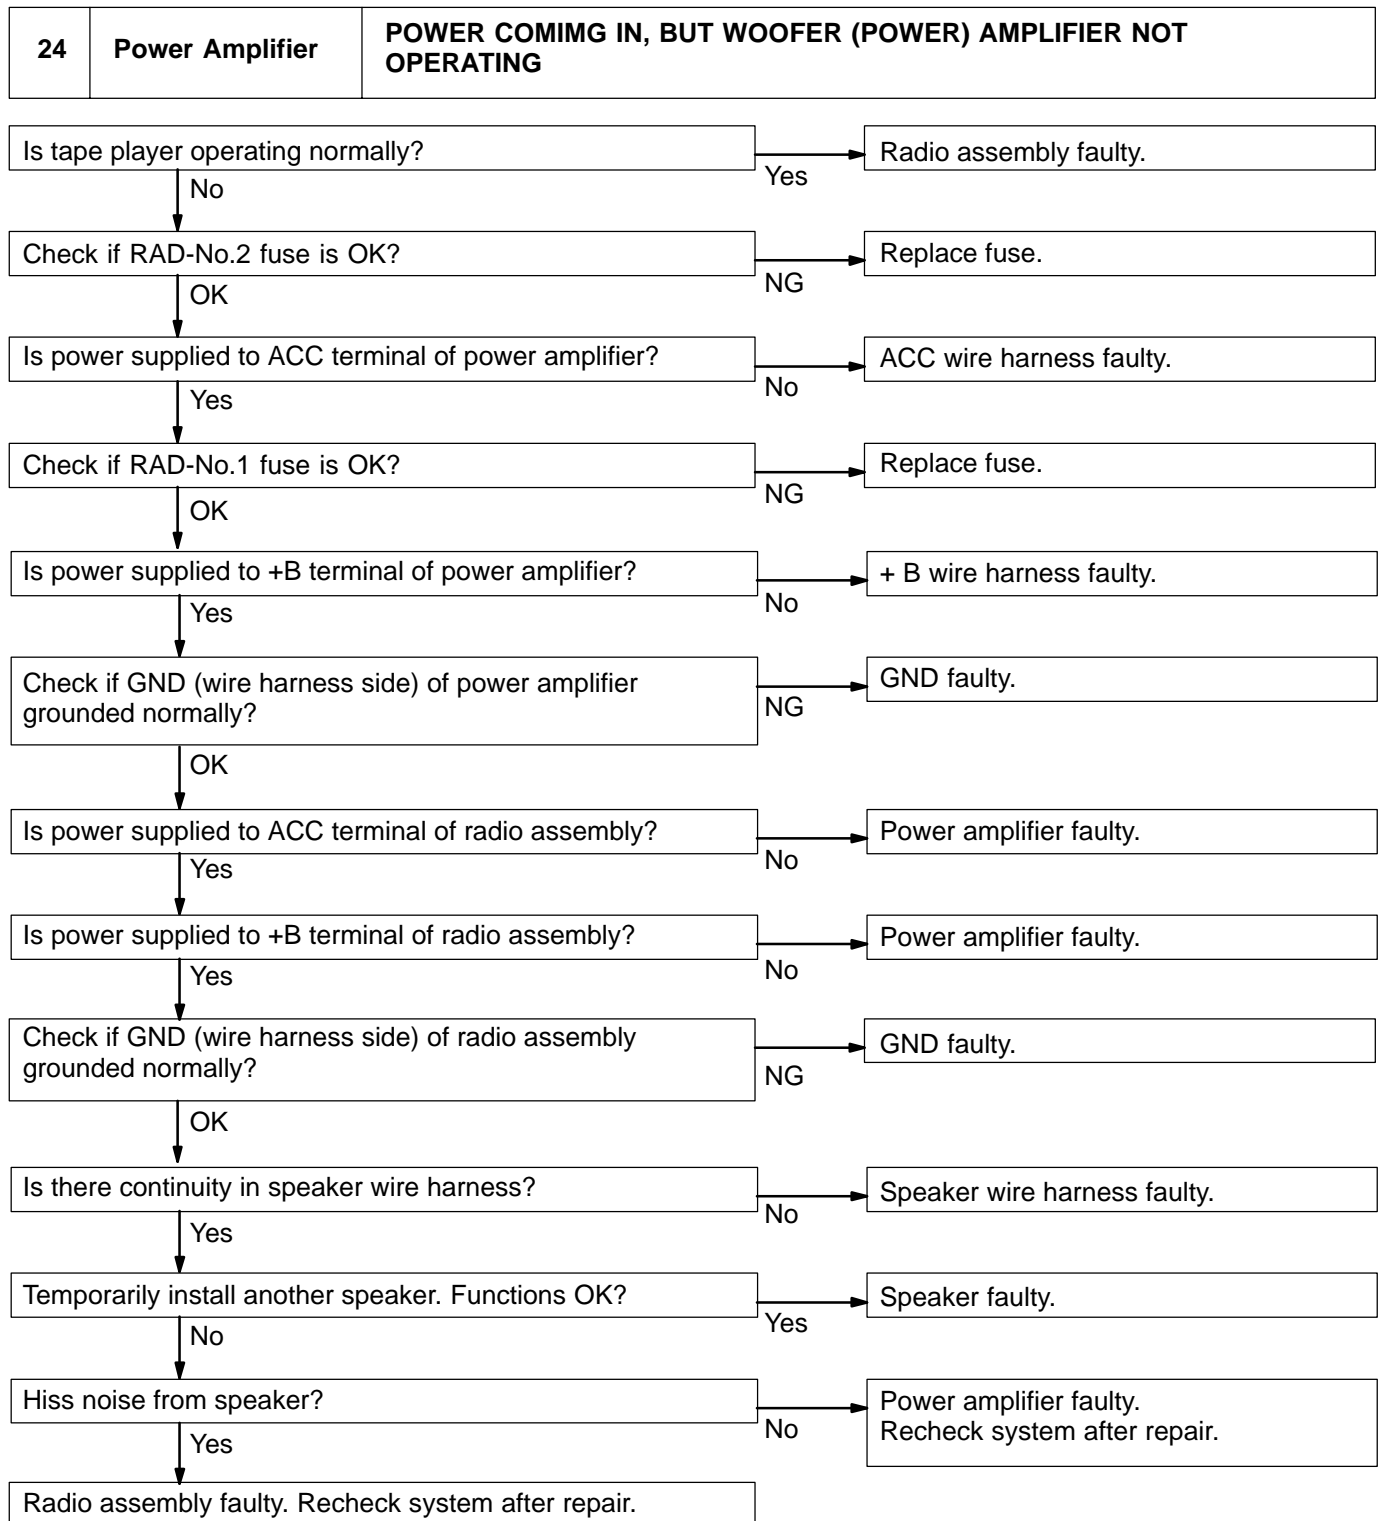 24
Power Amplifier
POWER COMIMG IN, BUT WOOFER (POWER) AMPLIFIER NOT
OPERATING
Is tape player operating normally?
Yes
Radio assembly faulty.
No
Check if RAD-No.2 fuse is OK?
NG
Replace fuse.
OK
Is power supplied to ACC terminal of power amplifier?
No
ACC wire harness faulty.
Yes
Check if RAD-No.1 fuse is OK?
NG
Replace fuse.
OK
Is power supplied to +B terminal of power amplifier?
No
+ B wire harness faulty.
Yes
Check if GND (wire harness side) of power amplifier
grounded normally?
NG
GND faulty.
OK
Is power supplied to ACC terminal of radio assembly?
No
Power amplifier faulty.
Yes
Is power supplied to +B terminal of radio assembly?
No
Power amplifier faulty.
Yes
Check if GND (wire harness side) of radio assembly
grounded normally?
NG
GND faulty.
OK
Is there continuity in speaker wire harness?
No
Speaker wire harness faulty.
Yes
Temporarily install another speaker. Functions OK?
Yes
Speaker faulty.
No
Hiss noise from speaker?
No
Power amplifier faulty.
Recheck system after repair.
Yes
Radio assembly faulty. Recheck system after repair.